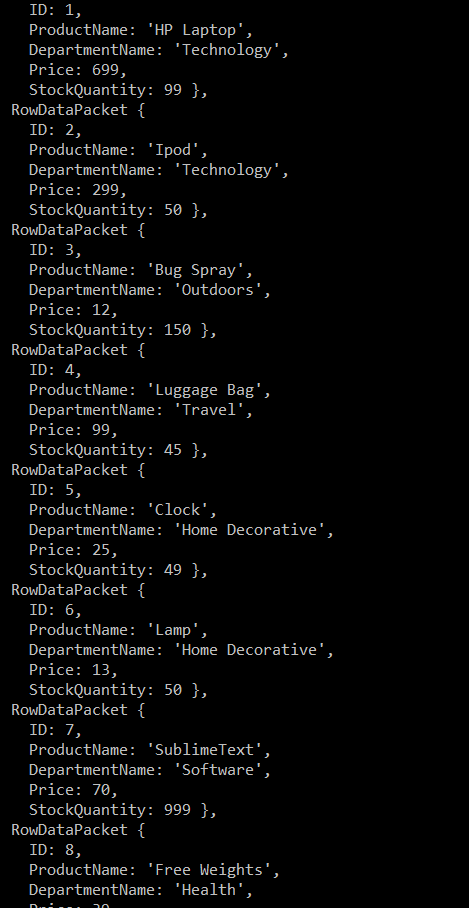 ID: 1,
ProductName: 'HP Laptop',
DepartmentName: 'Technology',
Price: 699,
StockQuantity: 99 },
RowDataPacket {
ID: 2,
ProductName: 'Ipod',
DepartmentName: 'Technology',
Price: 299,
StockQuantity: 50 },
RowDataPacket {
ID: 3,
ProductName: 'Bug Spray',
DepartmentName: 'Outdoors',
Price: 12,
StockQuantity: 150 },
RowDataPacket {
ID: 4,
ProductName: 'Luggage Bag',
DepartmentName: 'Travel',
Price: 99,
StockQuantity: 45 },
RowDataPacket {
ID: 5,
ProductName: 'Clock',
DepartmentName: 'Home Decorative',
Price: 25,
StockQuantity: 49 },
RowDataPacket {
ID: 6,
ProductName: 'Lamp',
DepartmentName: 'Home Decorative',
Price: 13,
StockQuantity: 50 },
RowDataPacket {
ID: 7,
ProductName: 'SublimeText',
DepartmentName: 'Software',
Price: 70,
StockQuantity: 999 },
RowDataPacket {
ID: 8,
ProductName: 'Free Weights',
DepartmentName: 'Health',
Price: